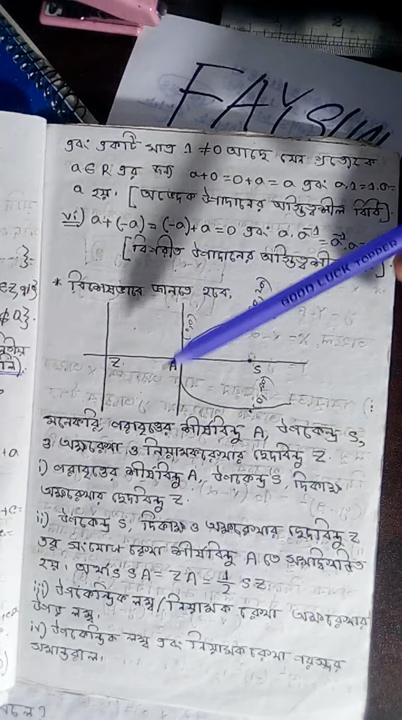 FAYSUN
এবং একটি মাত্র 1 ≠ 0 আছে যেন প্রত্যেক
a ∈ R এর জন্য a+0=0+a=a এবং a.1=1.a=
a হয়। [অভেদক উপাদানের অস্তিত্বশীল বিধি].
vi) a+(-a)=(-a)+a=0 এবং a.a⁻¹=a⁻¹.a=
[বিপরীত উপাদানের অস্তিত্বশীল
GOOD LUCK TOPPER
* বিশেষভাবে জানতে হবে,
Z A S
মনেকরি পরাবৃত্তের শীর্ষবিন্দু A, উপকেন্দ্র S,
ও অক্ষরেখা ও নিয়ামকরেখার ছেদবিন্দু Z.
i) পরাবৃত্তের শীর্ষবিন্দু A, উপকেন্দ্র S, দিকাক্ষ
অক্ষরেখার ছেদবিন্দু Z.
ii) উপকেন্দ্র S, দিকাক্ষ ও অক্ষরেখার ছেদবিন্দু Z
এর সংযোগ রেখা শীর্ষবিন্দু A তে সমদ্বিখণ্ডিত
হয়। অর্থাৎ SA = ZA = 1/2 SZ
iii) উপকেন্দ্রিক লম্ব/নিয়ামক রেখা অক্ষরেখার
উপর লম্ব.
iv) উপকেন্দ্রিক লম্ব এবং নিয়ামক রেখা পরস্পর
সমান্তরাল.